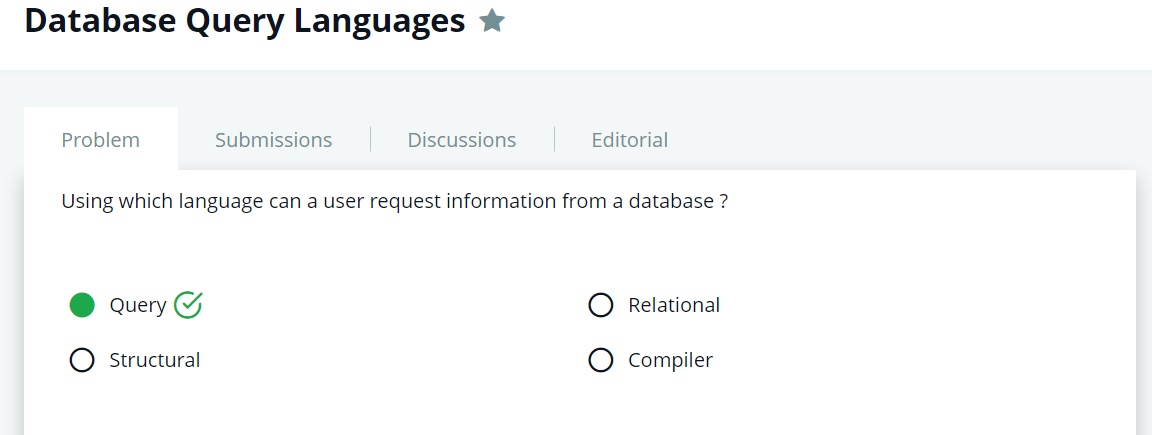 Database Query Languages
Problem Submissions Discussions Editorial
Using which language can a user request information from a database ?
Query Relational
Structural Compiler